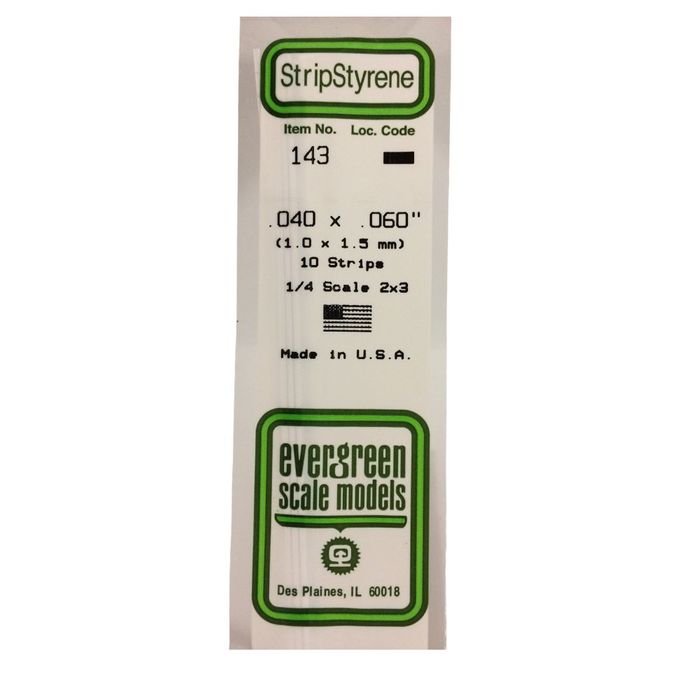 StripStyrene
Item No. Loc. Code
143
.040 x .060"
(1.0 x 1.5 mm)
10 Strips
1/4 Scale 2x3
Made in U.S.A.
evergreen
scale models
Des Plaines, IL 60018